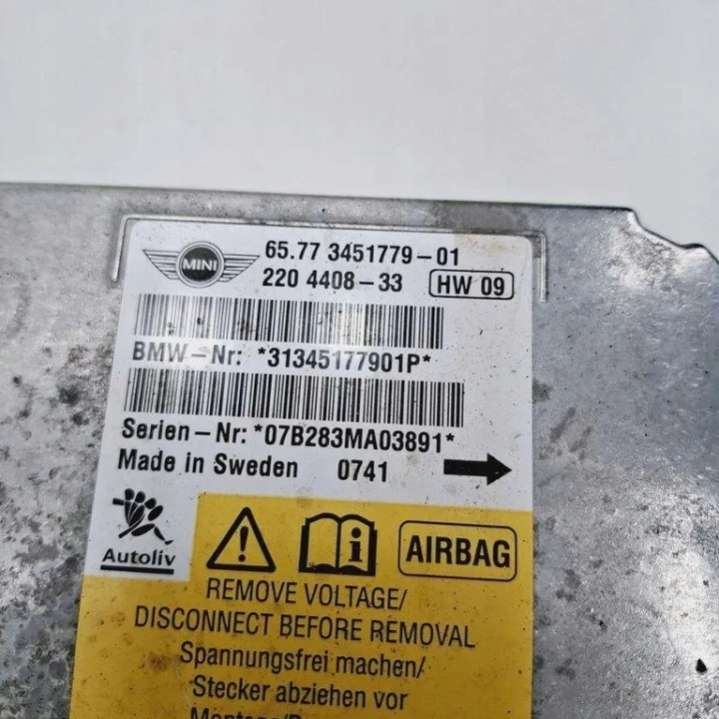 MINI
65.77 3451779-01
220 4408-33 HW 09
BMW-Nr: *31345177901P*
Serien-Nr: *07B283MA03891*
Made in Sweden 0741
Autoliv
AIRBAG
REMOVE VOLTAGE/
DISCONNECT BEFORE REMOVAL
Spannungsfrei machen/
Stecker abziehen vor